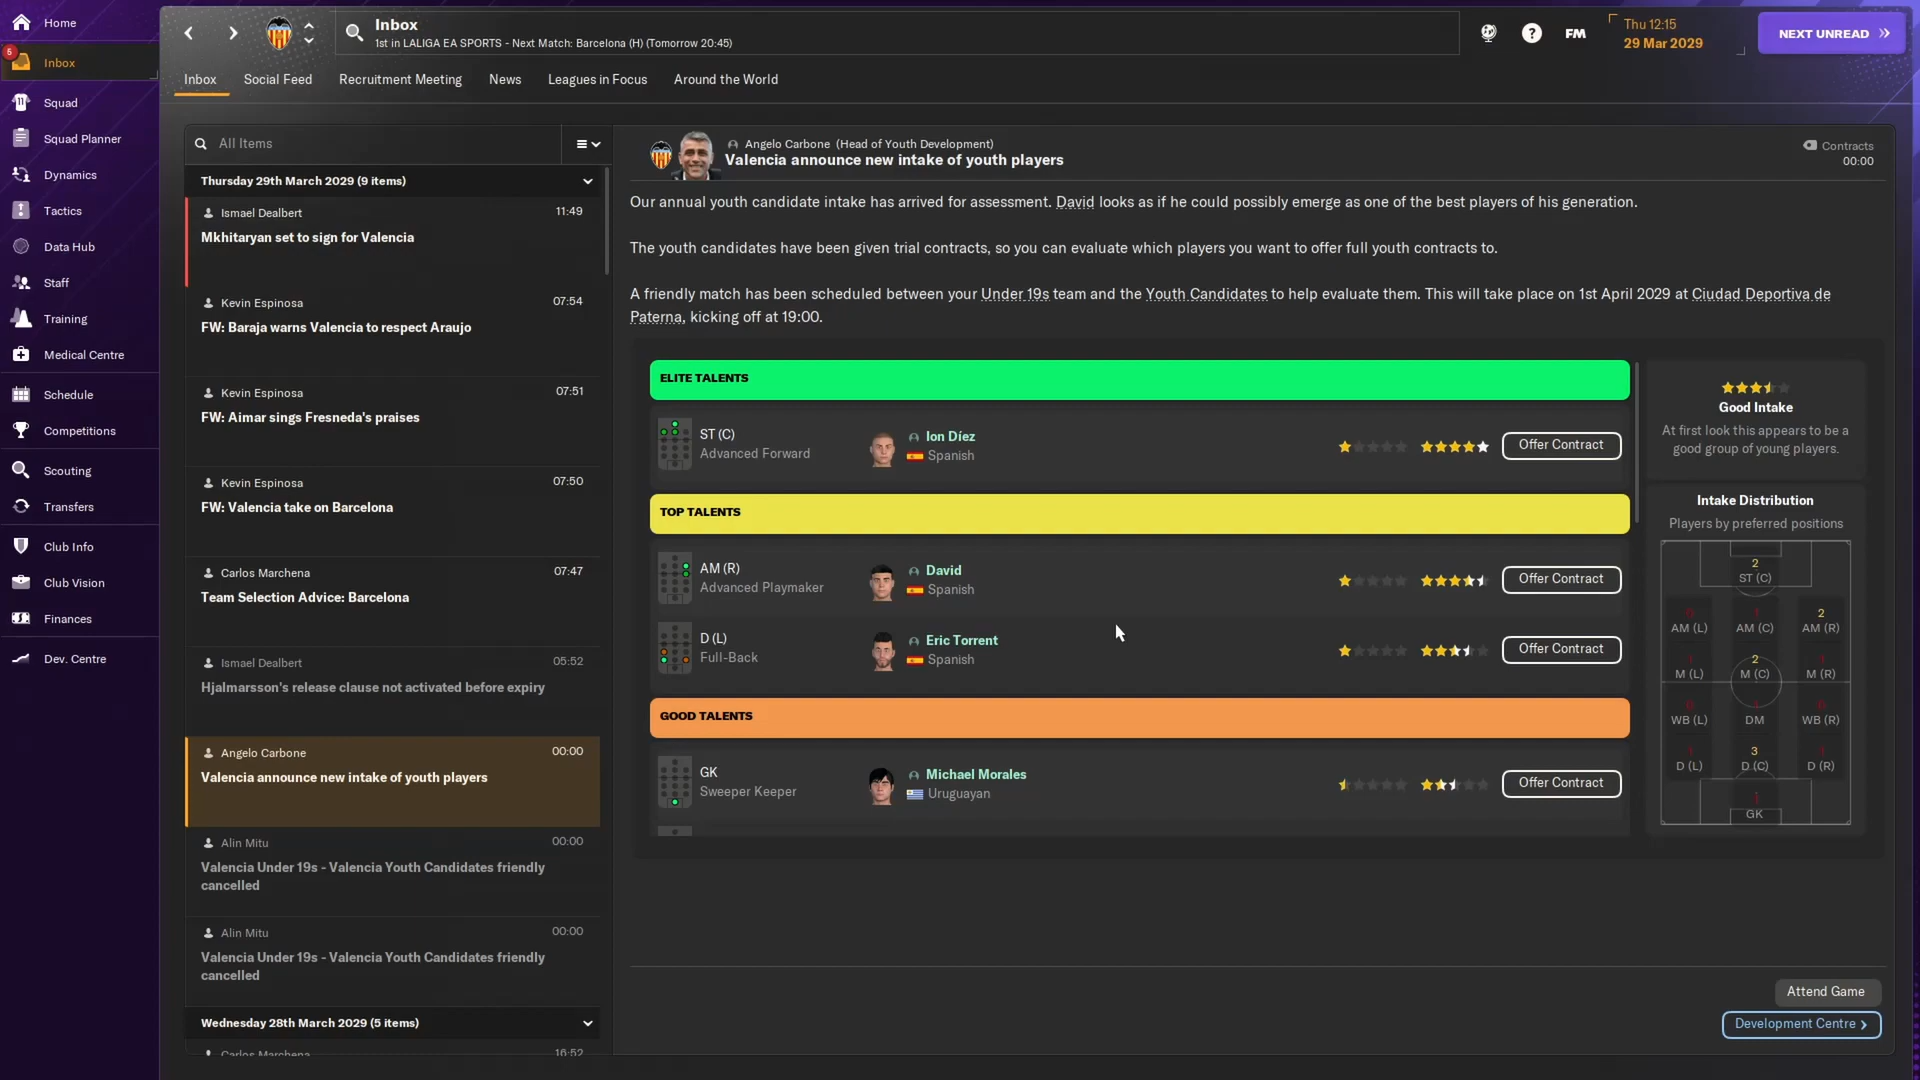 Home
6
Inbox
Squad
Squad Planner
Dynamics
Tactics
Data Hub
Staff
Training
Medical Centre
Schedule
Competitions
Scouting
Transfers
Club Info
Club Vision
Finances
Dev. Centre
Inbox
1st in LALIGA EA SPORTS - Next Match: Barcelona (H) (Tomorrow 20:45)
FM
Thu 12:15
29 Mar 2029
NEXT UNREAD
Inbox
Social Feed
Recruitment Meeting
News
Leagues in Focus
Around the World
All Items
Thursday 29th March 2029 (9 items)
Ismael Dealbert 11:49
Mkhitaryan set to sign for Valencia
Kevin Espinosa 07:54
FW: Baraja warns Valencia to respect Araujo
Kevin Espinosa 07:51
FW: Aimar sings Fresneda's praises
Kevin Espinosa 07:50
FW: Valencia take on Barcelona
Carlos Marchena 07:47
Team Selection Advice: Barcelona
Ismael Dealbert 05:52
Hjalmarsson's release clause not activated before expiry
Angelo Carbone 00:00
Valencia announce new intake of youth players
Alin Mitu 00:00
Valencia Under 19s - Valencia Youth Candidates friendly
cancelled
Alin Mitu 00:00
Valencia Under 19s - Valencia Youth Candidates friendly
cancelled
Wednesday 28th March 2029 (5 items)
Carlos Marchena 16:52
Angelo Carbone (Head of Youth Development)
Valencia announce new intake of youth players
Contracts
00:00
Our annual youth candidate intake has arrived for assessment. David looks as if he could possibly emerge as one of the best players of his generation.
The youth candidates have been given trial contracts, so you can evaluate which players you want to offer full youth contracts to.
A friendly match has been scheduled between your Under 19s team and the Youth Candidates to help evaluate them. This will take place on 1st April 2029 at Ciudad Deportiva de
Paterna, kicking off at 19:00.
ELITE TALENTS
ST (C)
Advanced Forward
Ion Díez
Spanish
Offer Contract
TOP TALENTS
AM (R)
Advanced Playmaker
David
Spanish
Offer Contract
D (L)
Full-Back
Eric Torrent
Spanish
Offer Contract
GOOD TALENTS
GK
Sweeper Keeper
Michael Morales
Uruguayan
Offer Contract
Good Intake
At first look this appears to be a
good group of young players.
Intake Distribution
Players by preferred positions
2
ST (C)
0 1 2
AM (L) AM (C) AM (R)
1 2 1
M (L) M (C) M (R)
0 1 0
WB (L) DM WB (R)
1 3 1
D (L) D (C) D (R)
1
GK
Attend Game
Development Centre